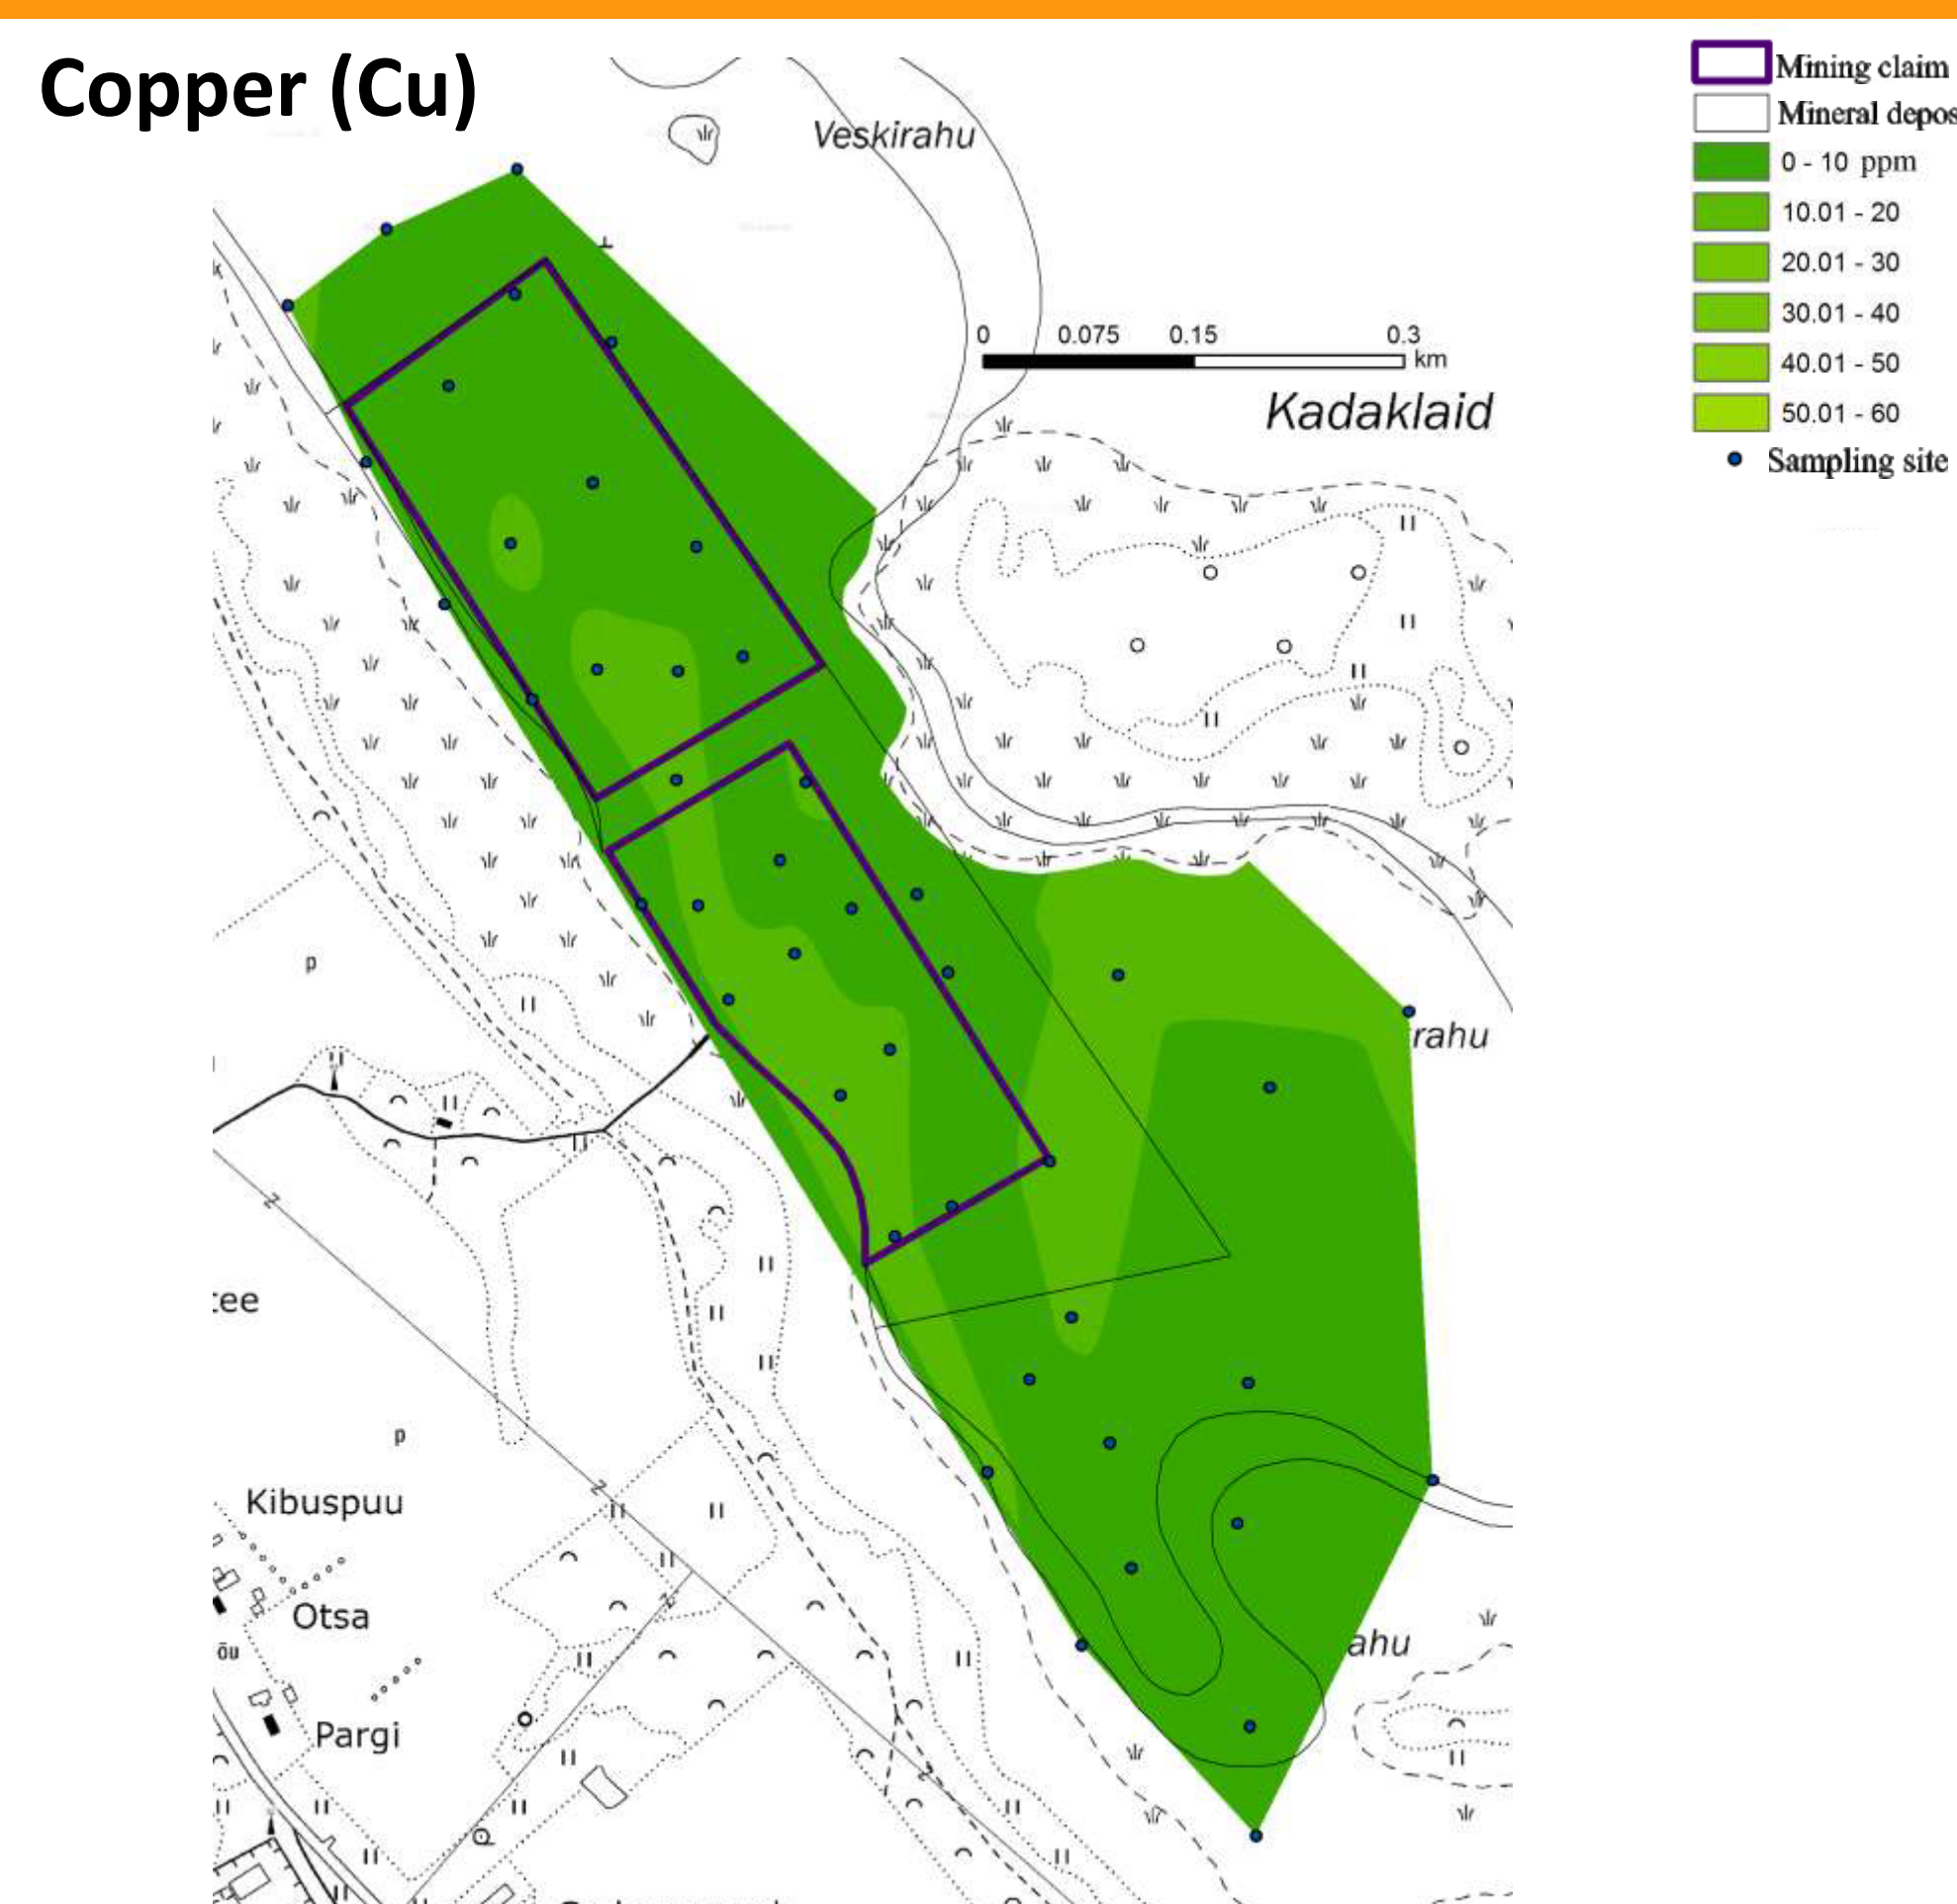 Copper (Cu)
Veskirahu
Mining claim
Mineral depos
0 - 10 ppm
10.01 - 20
20.01 - 30
30.01 - 40
40.01 - 50
50.01 - 60
Sampling site
0 0.075 0.15 0.3
km
Kadaklaid
p
rahu
tee
p
Kibuspuu
Otsa
õu
ahu
Pargi